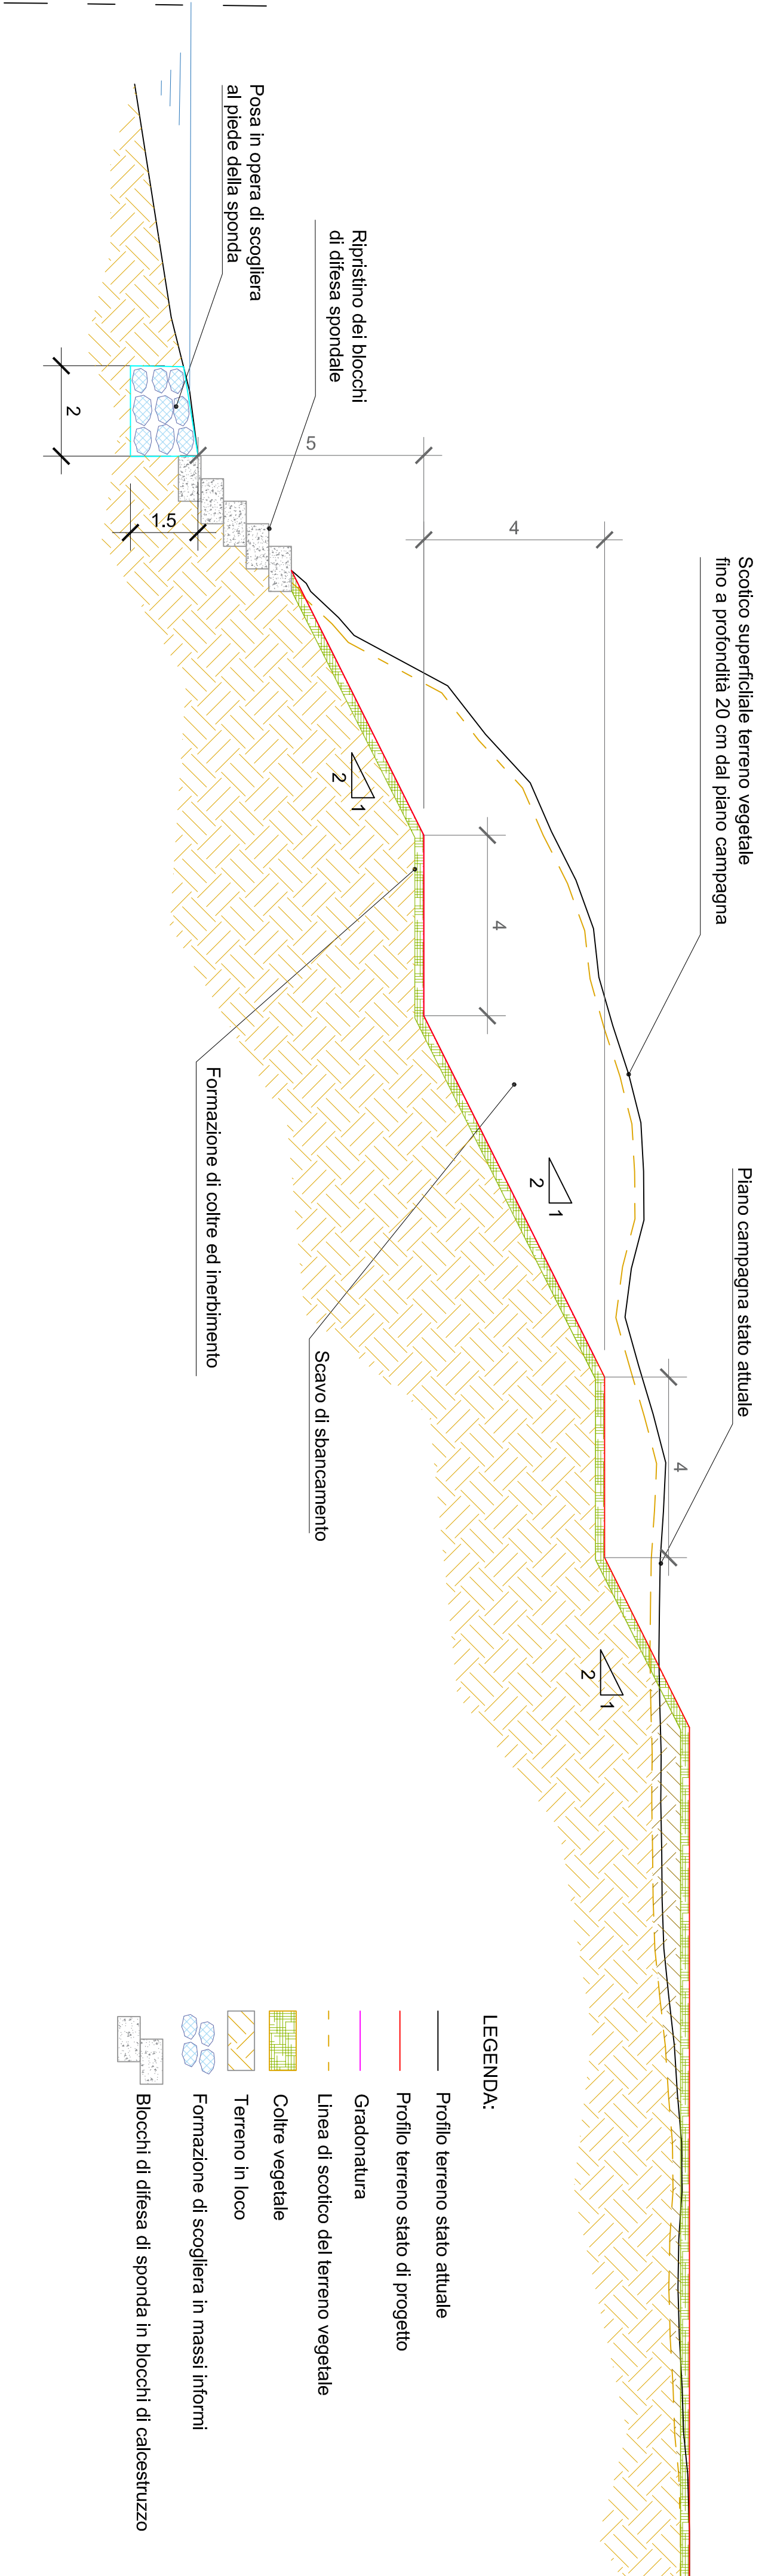 Posa in opera di scogliera
al piede della sponda
Ripristino dei blocchi
di difesa spondale
Scotico superficliale terreno vegetale
fino a profondità 20 cm dal piano campagna
Piano campagna stato attuale
2
1.5
5
4
2
1
4
2
1
4
2
1
Formazione di coltre ed inerbimento
Scavo di sbancamento
LEGENDA:
Profilo terreno stato attuale
Profilo terreno stato di progetto
Gradonatura
Linea di scotico del terreno vegetale
Coltre vegetale
Terreno in loco
Formazione di scogliera in massi informi
Blocchi di difesa di sponda in blocchi di calcestruzzo